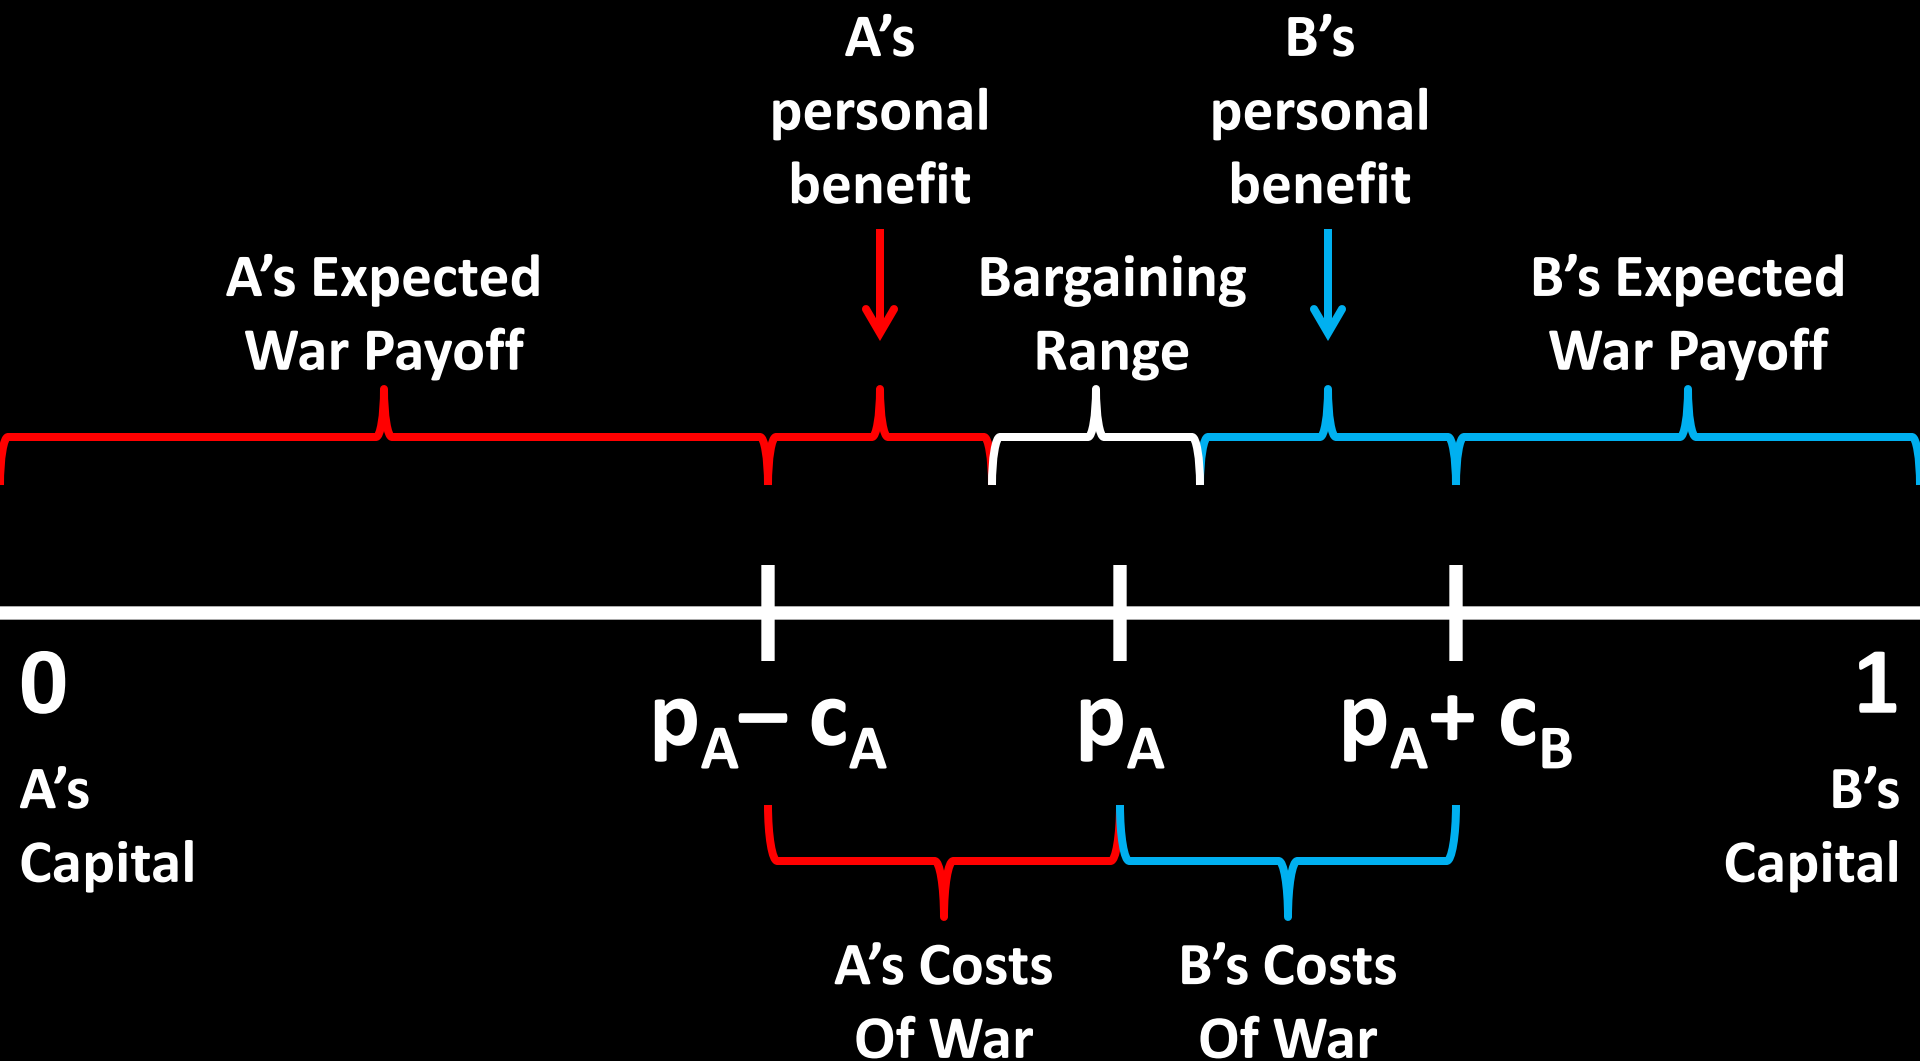 A’s
personal
benefit
B’s
personal
benefit
A’s Expected
War Payoff
Bargaining
Range
B’s Expected
War Payoff
0
A’s
Capital
pA– cA
pA
pA+ cB
1
B’s
Capital
A’s Costs
Of War
B’s Costs
Of War